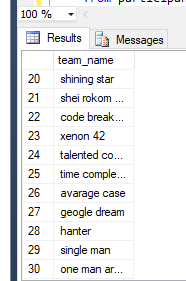 from participa
100 %
Results Messages
team_name
20 shining star
21 shei rokom ...
22 code break...
23 xenon 42
24 talented co...
25 time comple...
26 avarage case
27 geogle dream
28 hanter
29 single man
30 one man ar...